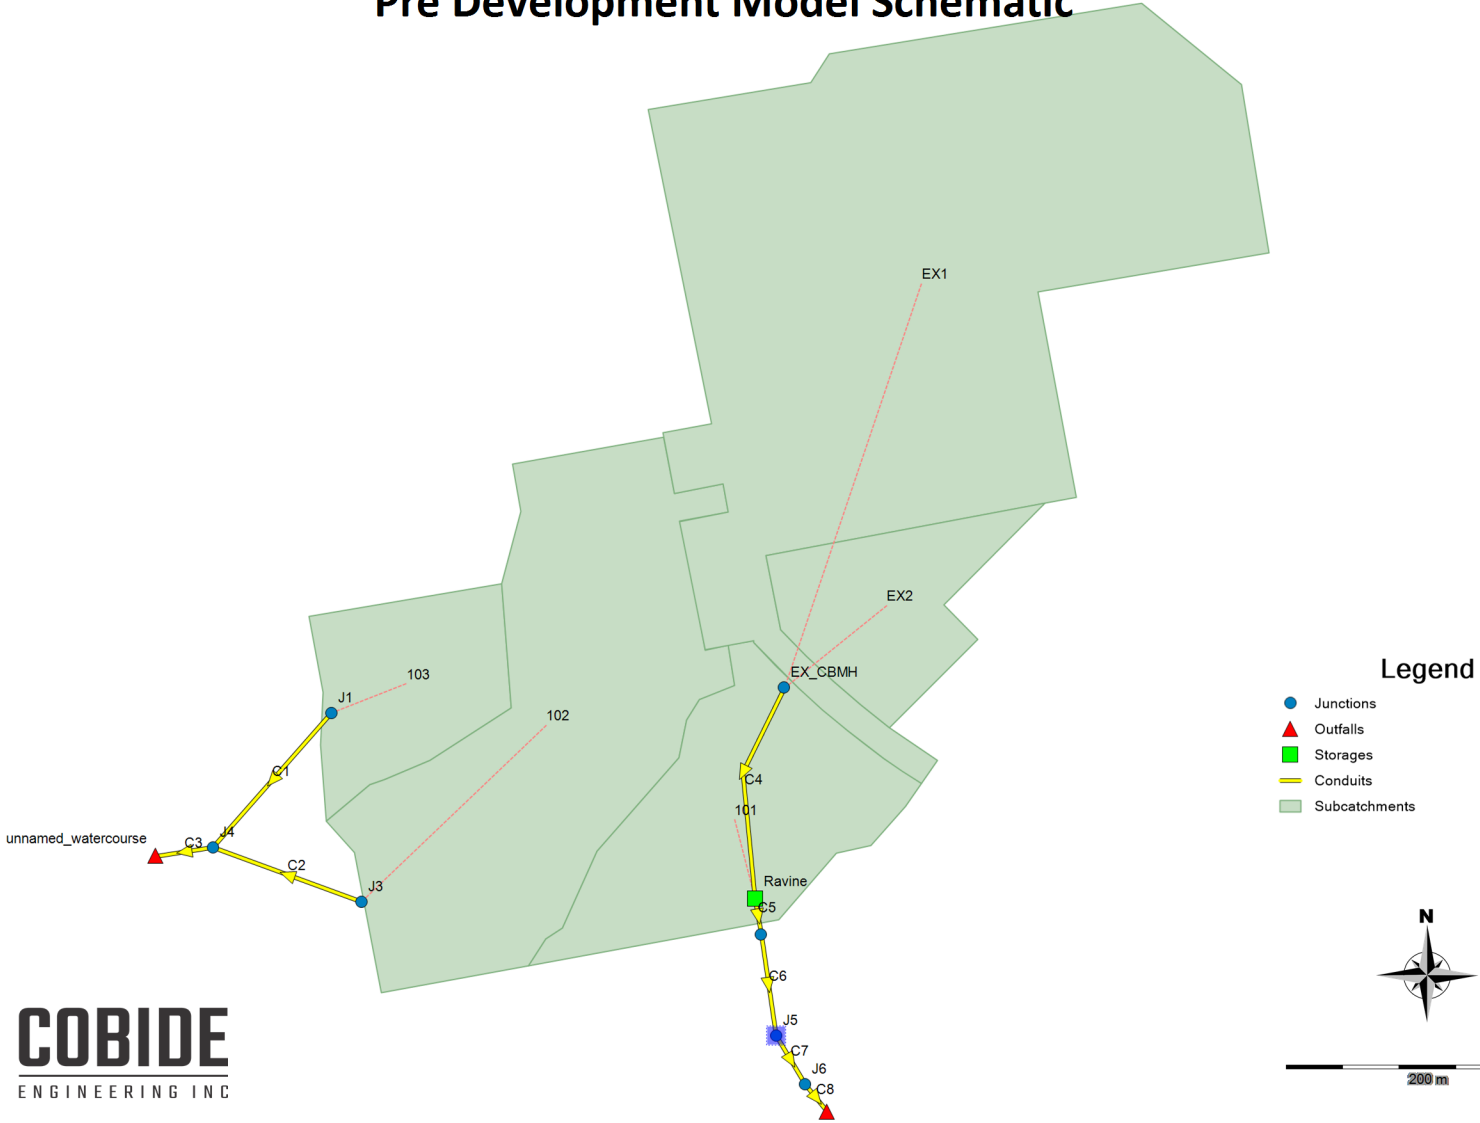 Pre Development Model Schematic
EX1
EX2
EX_CBMH
103
J1
102
C1
C4
101
unnamed_watercourse
J4
C3
C2
J3
Ravine
C5
C6
J5
C7
J6
C8
Legend
Junctions
Outfalls
Storages
Conduits
Subcatchments
N
200 m
COBIDE
ENGINEERING INC